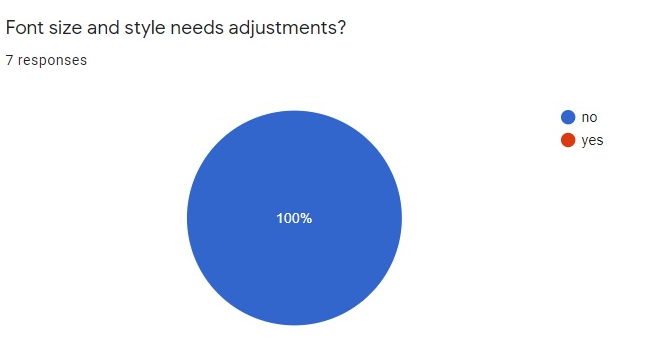 Font size and style needs adjustments?
7 responses
no
yes
100%